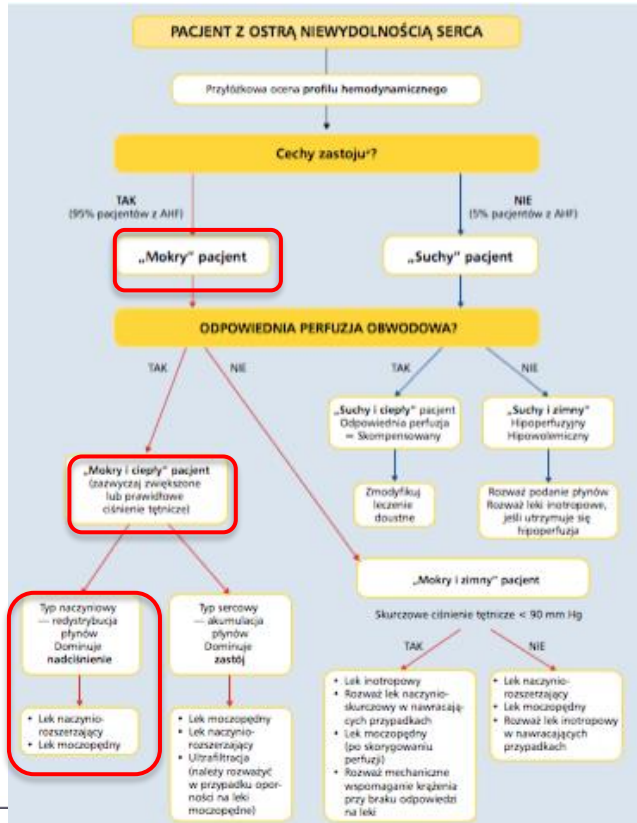 PACJENT Z OSTRĄ NIEWYDOLNOŚCIĄ SERCA
Przyłóżkowa ocena profilu hemodynamicznego
Cechy zastojuª?
TAK
(95% pacjentów z AHF)
NIE
(5% pacjentów z AHF)
„Mokry” pacjent
„Suchy” pacjent
ODPOWIEDNIA PERFUZJA OBWODOWA?
TAK
NIE
TAK
NIE
„Suchy i ciepły” pacjent
Odpowiednia perfuzja
= Skompensowany
„Suchy i zimny”
Hipoperfuzyjny
Hipowolemiczny
„Mokry i ciepły” pacjent
(zazwyczaj zwiększone
lub prawidłowe
ciśnienie tętnicze)
Zmodyfikuj
leczenie
doustne
Rozważ podanie płynów
Rozważ leki inotropowe,
jeśli utrzymuje się
hipoperfuzja
„Mokry i zimny” pacjent
Skurczowe ciśnienie tętnicze < 90 mm Hg
Typ naczyniowy
— redystrybucja
płynów
Dominuje
nadciśnienie
Typ sercowy
— akumulacja
płynów
Dominuje
zastój
TAK
NIE
• Lek naczynio-
rozszerzający
• Lek moczopędny
• Lek moczopędny
• Lek naczynio-
rozszerzający
• Ultrafiltracja
(należy rozważyć
w przypadku opor-
ności na leki
moczopędne)
• Lek inotropowy
• Rozważ lek naczynio-
skurczowy w nawracają-
cych przypadkach
• Lek moczopędny
(po skorygowaniu
perfuzji)
• Rozważ mechaniczne
wspomaganie krążenia
przy braku odpowiedzi
na leki
• Lek naczynio-
rozszerzający
• Lek moczopędny
• Rozważ lek inotropowy
w nawracających
przypadkach